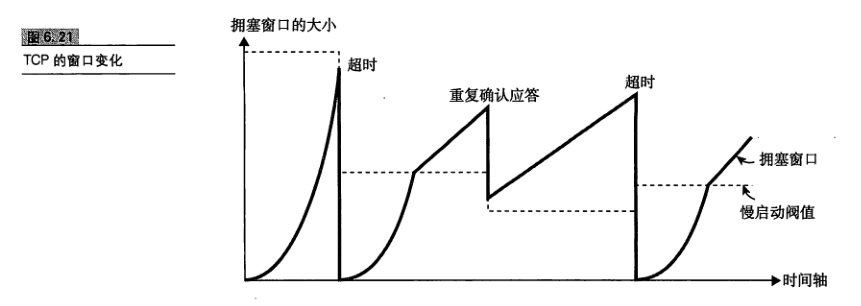 图6.21
TCP 的窗口变化
拥塞窗口的大小
超时
重复确认应答
超时
拥塞窗口
慢启动阀值
时间轴